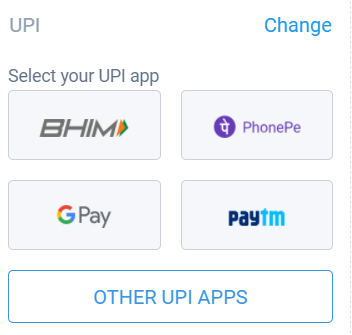 UPI Change
Select your UPI app
BHIM पे PhonePe
G Pay paytm
OTHER UPI APPS